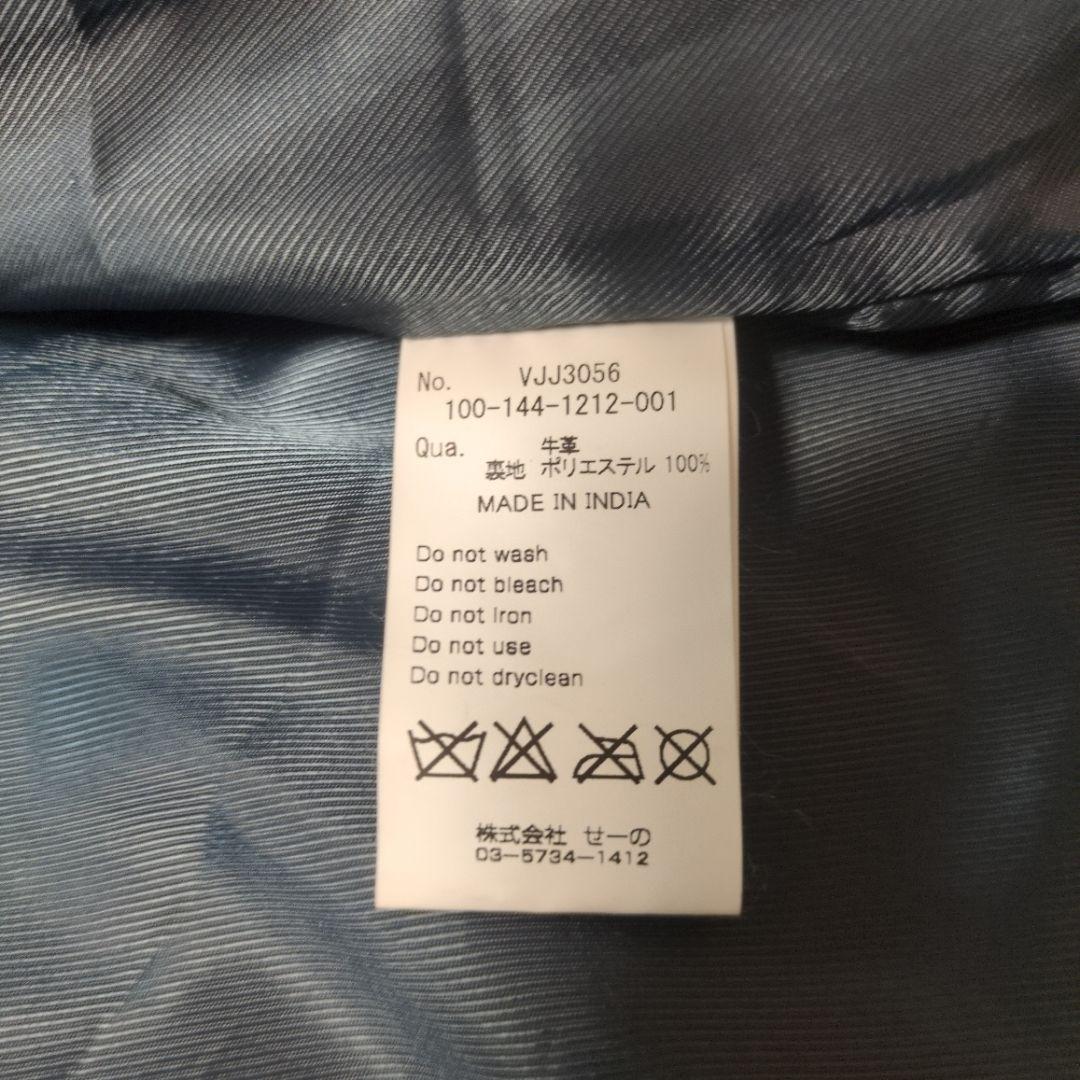 No. VJJ3056
100-144-1212-001
Qua. 牛革
裏地 ポリエステル 100%
MADE IN INDIA
Do not wash
Do not bleach
Do not iron
Do not use
Do not dryclean
株式会社 せーの
03-5734-1412